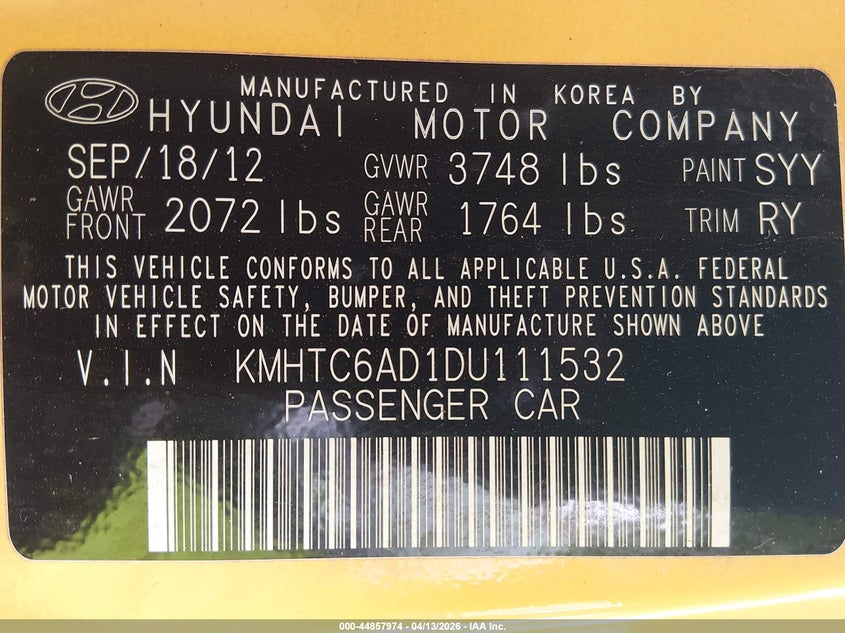 MANUFACTURED IN KOREA BY
HYUNDAI MOTOR COMPANY
SEP/18/12 GVWR 3748 lbs PAINT SYY
GAWR FRONT 2072 lbs GAWR REAR 1764 lbs TRIM RY
THIS VEHICLE CONFORMS TO ALL APPLICABLE U.S.A. FEDERAL
MOTOR VEHICLE SAFETY, BUMPER, AND THEFT PREVENTION STANDARDS
IN EFFECT ON THE DATE OF MANUFACTURE SHOWN ABOVE
V.I.N KMHTC6AD1DU111532
PASSENGER CAR
000-44857974 - 04/13/2026 - IAA Inc.